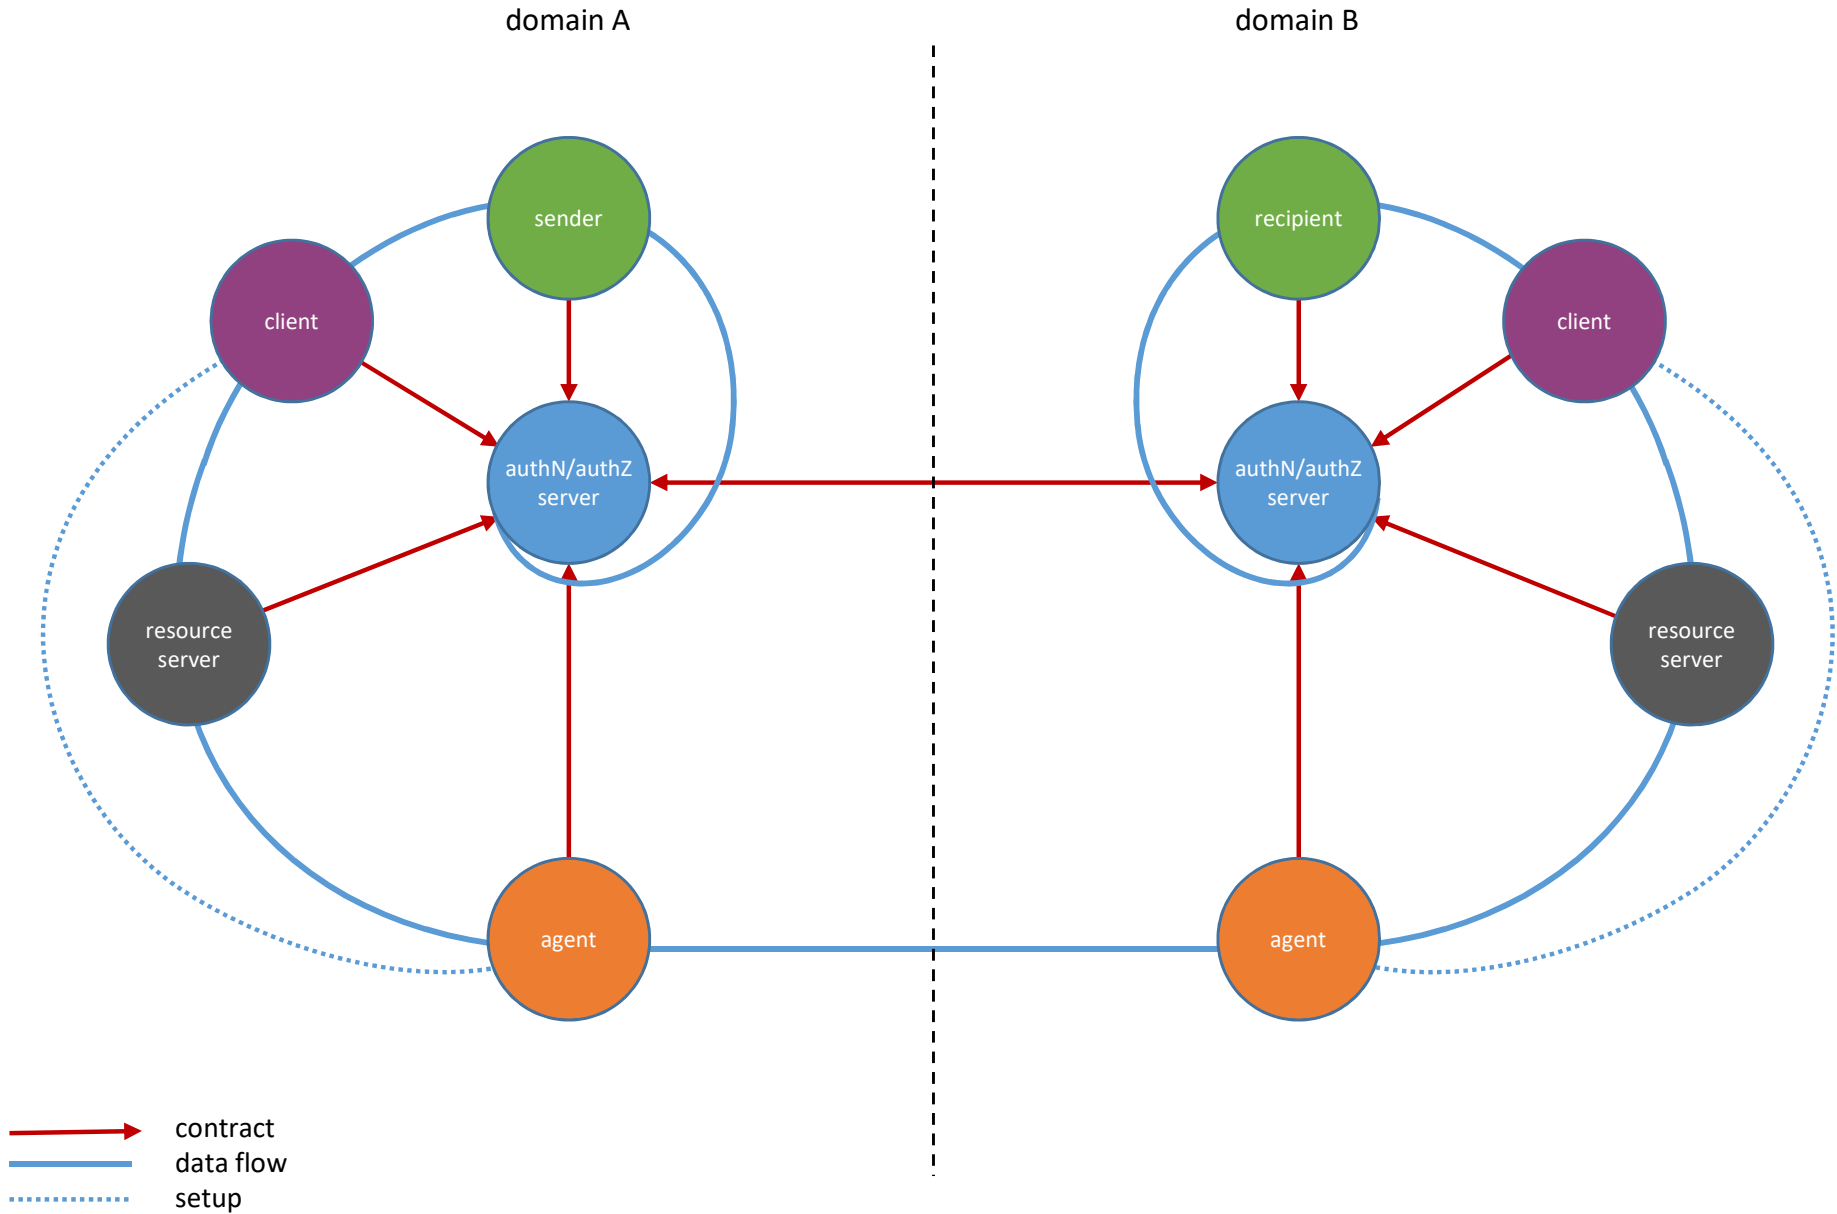 domain A
domain B
sender
recipient
client
client
authN/authZ
server
authN/authZ
server
resource
server
resource
server
agent
agent
contract
data flow
setup